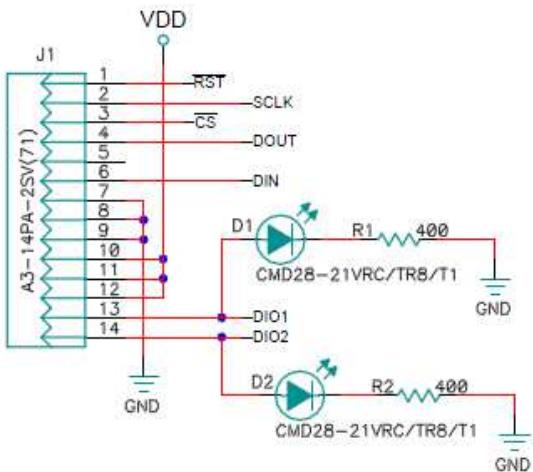 VDD
J1
A3-14PA-2SV(71)
1
RST
2
SCLK
3
CS
4
DOUT
5
6
DIN
7
8
9
10
11
12
13
DIO1
14
DIO2
GND
D1
R1
400
CMD28-21VRC/TR8/T1
GND
D2
R2
400
CMD28-21VRC/TR8/T1
GND